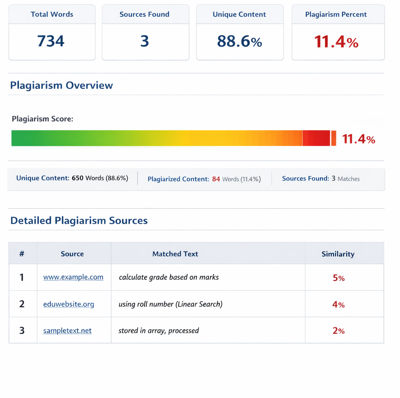 Total Words Sources Found Unique Content Plagiarism Percent
734 3 88.6% 11.4%
Plagiarism Overview
Plagiarism Score:
11.4%
Unique Content: 650 Words (88.6%) Plagiarized Content: 84 Words (11.4%) Sources Found: 3 Matches
Detailed Plagiarism Sources
# Source Matched Text Similarity
1 www.example.com calculate grade based on marks 5%
2 eduwebsite.org using roll number (Linear Search) 4%
3 sampletext.net stored in array, processed 2%